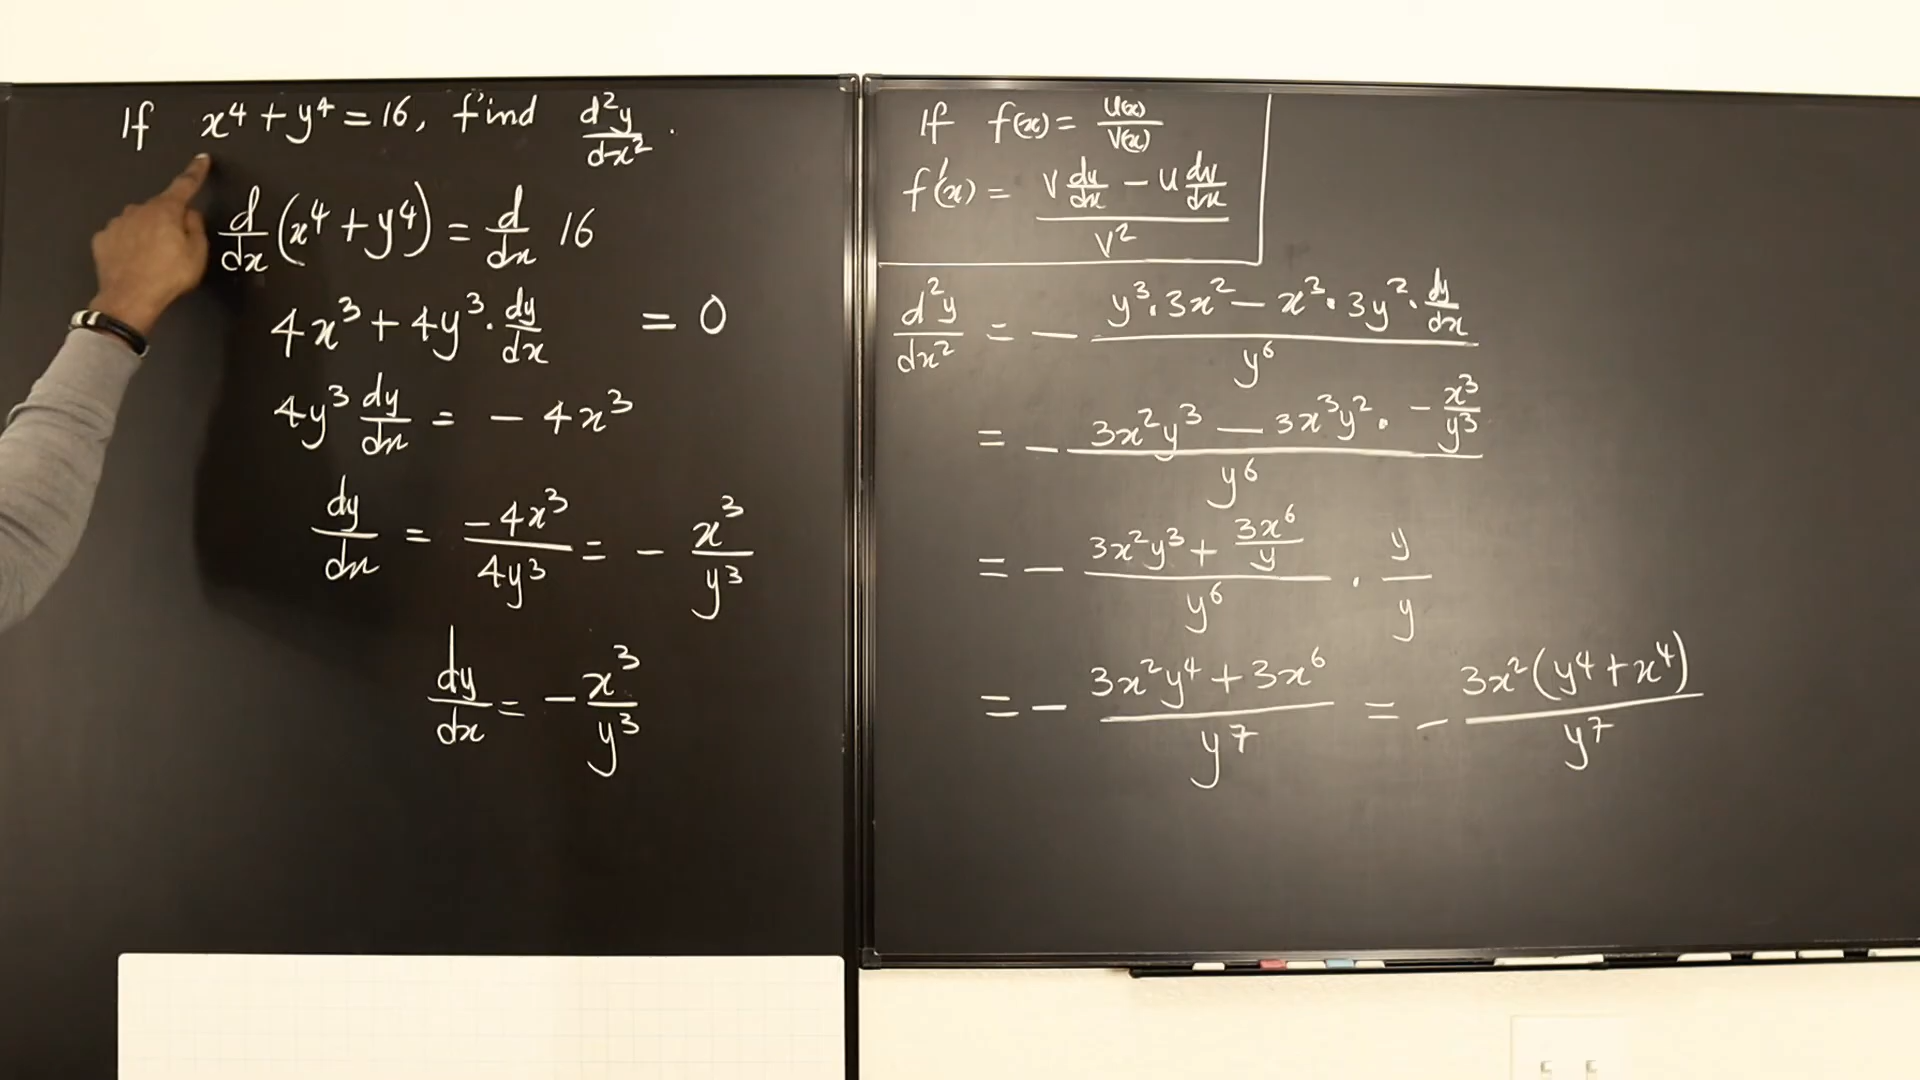 If x⁴ + y⁴ = 16, find d²y/dx².
d/dx (x⁴ + y⁴) = d/dx 16
4x³ + 4y³ · dy/dx = 0
4y³ dy/dx = - 4x³
dy/dx = -4x³/4y³ = - x³/y³
dy/dx = - x³/y³
If f(x) = u(x)/v(x)
f'(x) = (v du/dx - u dv/dx)/v²
d²y/dx² = - (y³ · 3x² - x³ · 3y² · dy/dx)/y⁶
= - (3x²y³ - 3x³y² · -x³/y³)/y⁶
= - (3x²y³ + 3x⁶/y)/y⁶ · y/y
= - (3x²y⁴ + 3x⁶)/y⁷ = - 3x²(y⁴ + x⁴)/y⁷